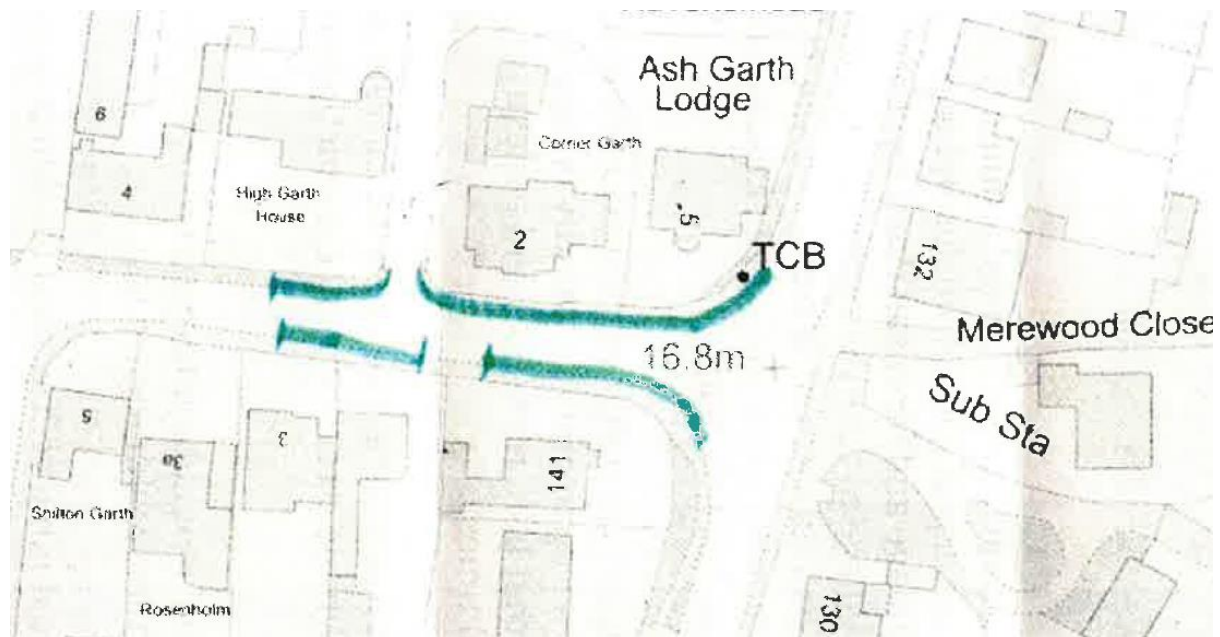 Ash Garth
Lodge
6
Corner Garth
4
High Garth
House
2
5
TCB
132
Merewood Close
16.8m
Sub Sta
5
3a
3
141
Shilton Garth
Rosenholm
130